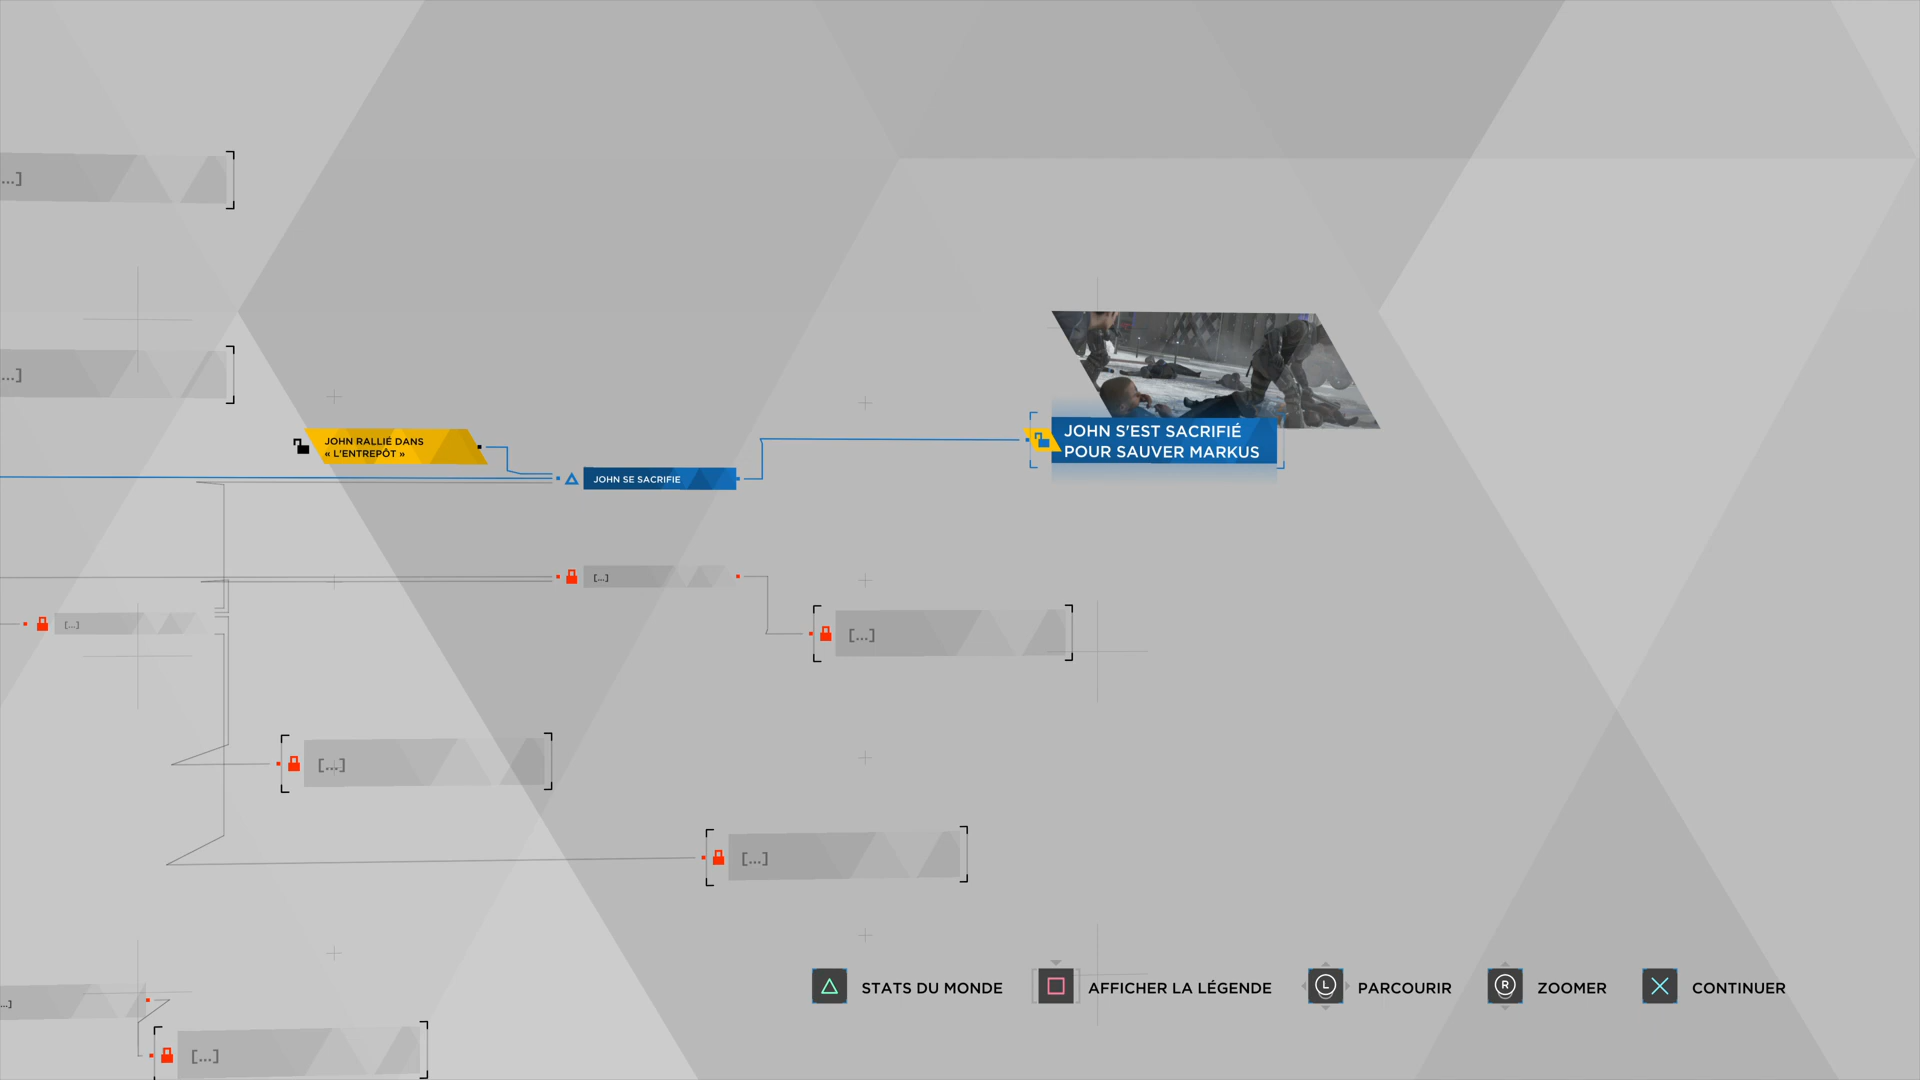 ...]
...]
JOHN RALLIÉ DANS
« L'ENTREPÔT »
JOHN SE SACRIFIE
JOHN S'EST SACRIFIÉ
POUR SAUVER MARKUS
[...]
[...]
[...]
[...]
[...]
STATS DU MONDE
AFFICHER LA LÉGENDE
L
PARCOURIR
R
ZOOMER
CONTINUER
...]
[...]